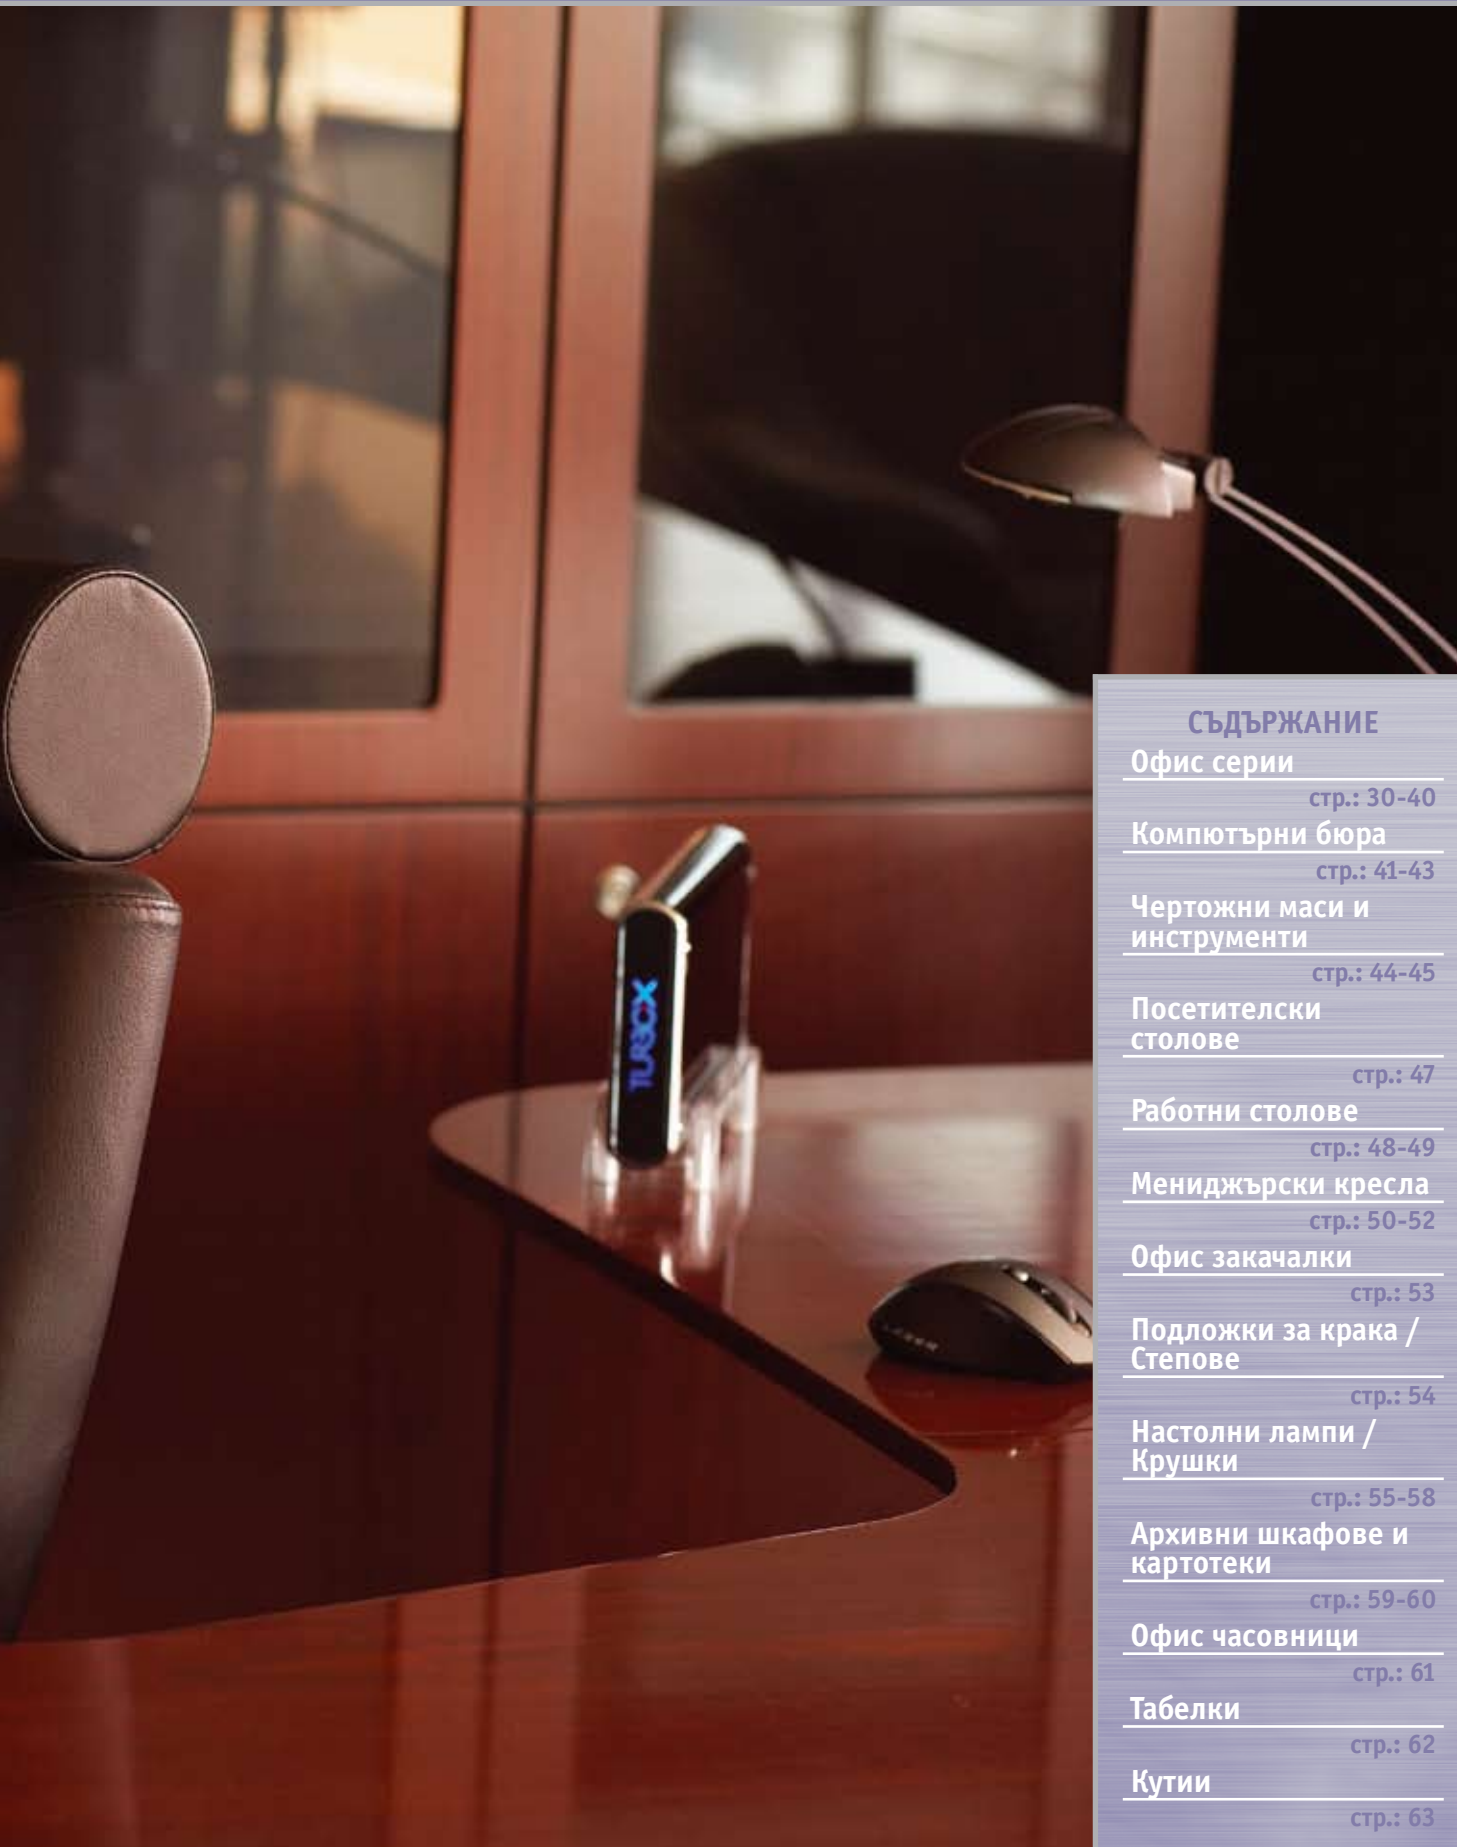 TURBOX
LASER
СЪДЪРЖАНИЕ
Офис серии
стр.: 30-40
Компютърни бюра
стр.: 41-43
Чертожни маси и
инструменти
стр.: 44-45
Посетителски
столове
стр.: 47
Работни столове
стр.: 48-49
Мениджърски кресла
стр.: 50-52
Офис закачалки
стр.: 53
Подложки за крака /
Степове
стр.: 54
Настолни лампи /
Крушки
стр.: 55-58
Архивни шкафове и
картотеки
стр.: 59-60
Офис часовници
стр.: 61
Табелки
стр.: 62
Кутии
стр.: 63